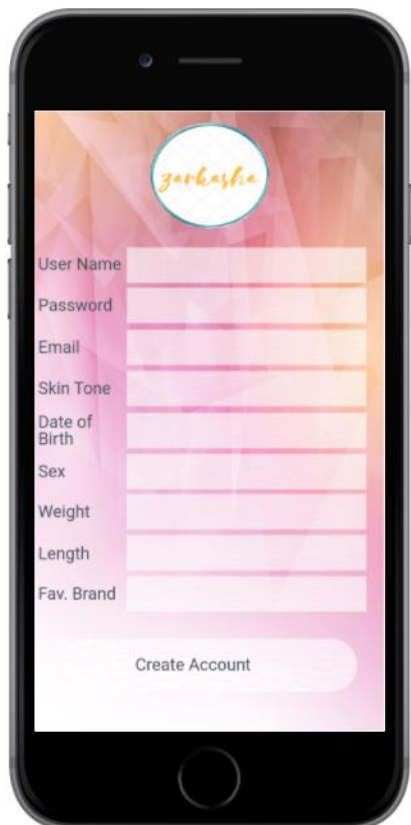 zarkasha
User Name
Password
Email
Skin Tone
Date of
Birth
Sex
Weight
Length
Fav. Brand
Create Account